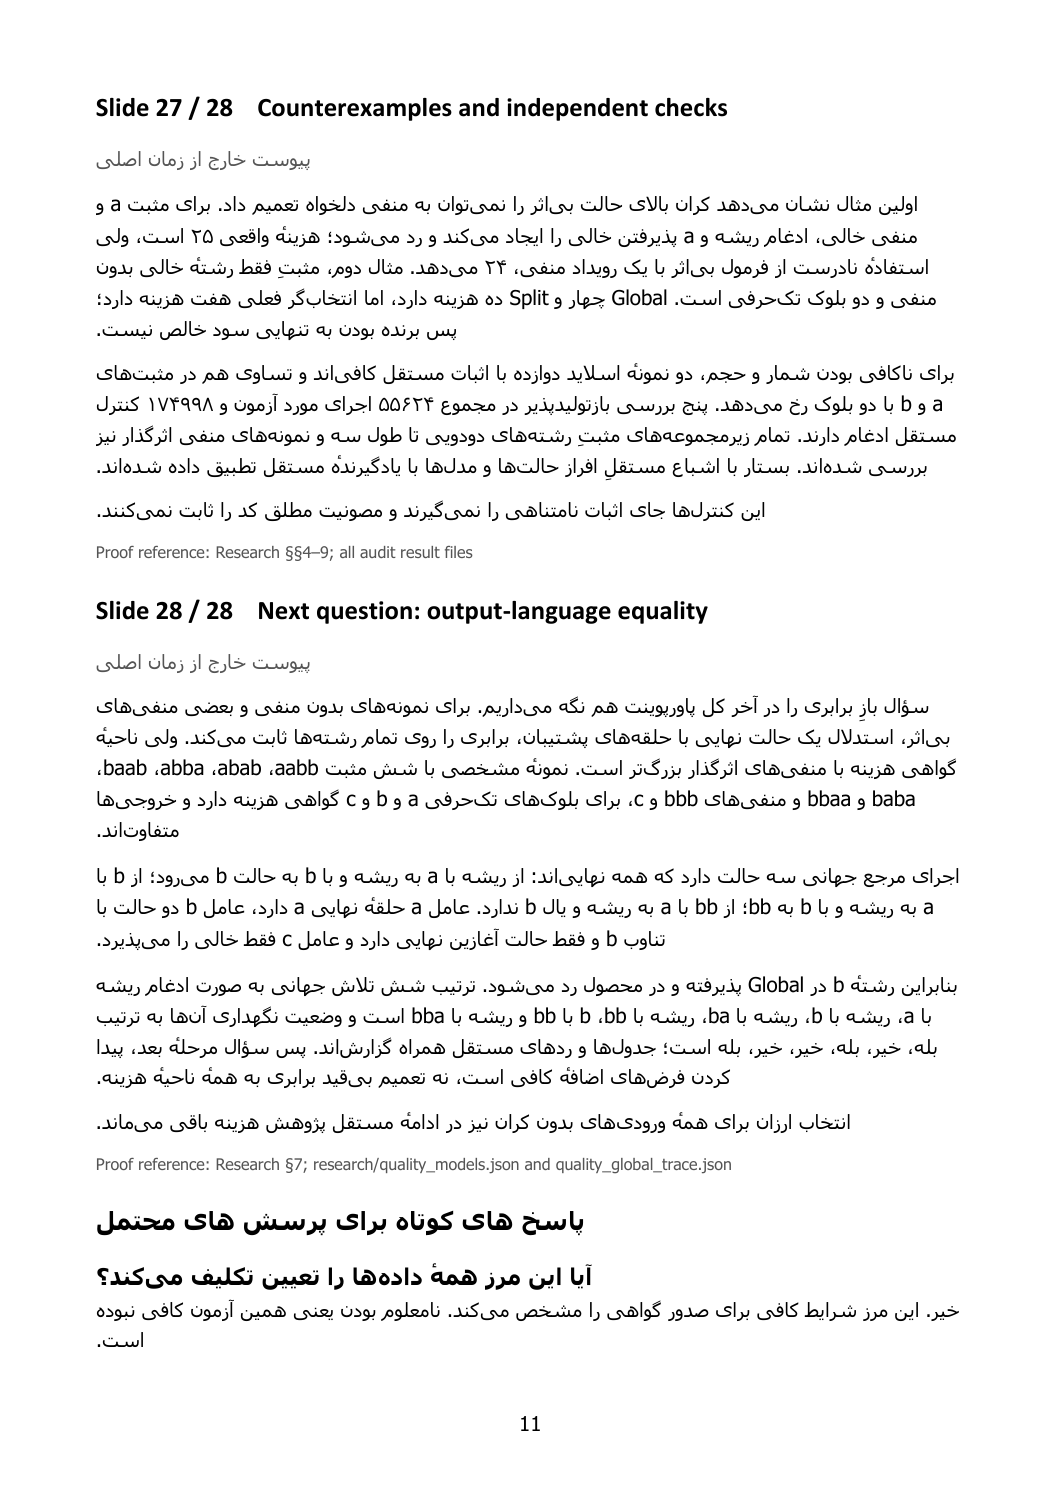 Slide 27 / 28 Counterexamples and independent checks
پیوست خارج از زمان اصلی
اولین مثال نشان می‌دهد کران بالای حالت بی‌اثر را نمی‌توان به منفی دلخواه تعمیم داد. برای مثبت a و
منفی خالی، ادغام ریشه و a پذیرفتن خالی را ایجاد می‌کند و رد می‌شود؛ هزینهٔ واقعی ۲۵ است، ولی
استفادهٔ نادرست از فرمول بی‌اثر با یک رویداد منفی، ۲۴ می‌دهد. مثال دوم، مثبتِ فقط رشتهٔ خالی بدون
منفی و دو بلوک تک‌حرفی است. Global چهار و Split ده هزینه دارد، اما انتخاب‌گر فعلی هفت هزینه دارد؛
پس برنده بودن به تنهایی سود خالص نیست.
برای ناکافی بودن شمار و حجم، دو نمونهٔ اسلاید دوازده با اثبات مستقل کافی‌اند و تساوی هم در مثبت‌های
a و b با دو بلوک رخ می‌دهد. پنج بررسی بازتولیدپذیر در مجموع ۵۵۶۲۴ اجرای مورد آزمون و ۱۷۴۹۹۸ کنترل
مستقل ادغام دارند. تمام زیرمجموعه‌های مثبتِ رشته‌های دودویی تا طول سه و نمونه‌های منفی اثرگذار نیز
بررسی شده‌اند. بستار با اشباع مستقلِ افراز حالت‌ها و مدل‌ها با یادگیرندهٔ مستقل تطبیق داده شده‌اند.
این کنترل‌ها جای اثبات نامتناهی را نمی‌گیرند و مصونیت مطلق کد را ثابت نمی‌کنند.
Proof reference: Research §§4–9; all audit result files
Slide 28 / 28 Next question: output-language equality
پیوست خارج از زمان اصلی
سؤال بازِ برابری را در آخر کل پاورپوینت هم نگه می‌داریم. برای نمونه‌های بدون منفی و بعضی منفی‌های
بی‌اثر، استدلال یک حالت نهایی با حلقه‌های پشتیبان، برابری را روی تمام رشته‌ها ثابت می‌کند. ولی ناحیهٔ
گواهی هزینه با منفی‌های اثرگذار بزرگ‌تر است. نمونهٔ مشخصی با شش مثبت aabb، abab، abba، baab،
baba و bbaa و منفی‌های bbb و c، برای بلوک‌های تک‌حرفی a و b و c گواهی هزینه دارد و خروجی‌ها
متفاوت‌اند.
اجرای مرجع جهانی سه حالت دارد که همه نهایی‌اند: از ریشه با a به ریشه و با b به حالت b می‌رود؛ از b با
a به ریشه و با b به bb؛ از bb با a به ریشه و یال b ندارد. عامل a حلقهٔ نهایی a دارد، عامل b دو حالت با
تناوب b و فقط حالت آغازین نهایی دارد و عامل c فقط خالی را می‌پذیرد.
بنابراین رشتهٔ b در Global پذیرفته و در محصول رد می‌شود. ترتیب شش تلاش جهانی به صورت ادغام ریشه
با a، ریشه با b، ریشه با ba، ریشه با bb، b با bb و ریشه با bba است و وضعیت نگهداری آن‌ها به ترتیب
بله، خیر، بله، خیر، خیر، بله است؛ جدول‌ها و ردهای مستقل همراه گزارش‌اند. پس سؤال مرحلهٔ بعد، پیدا
کردن فرض‌های اضافهٔ کافی است، نه تعمیم بی‌قید برابری به همهٔ ناحیهٔ هزینه.
انتخاب ارزان برای همهٔ ورودی‌های بدون کران نیز در ادامهٔ مستقل پژوهش هزینه باقی می‌ماند.
Proof reference: Research §7; research/quality_models.json and quality_global_trace.json
پاسخ های کوتاه برای پرسش های محتمل
آیا این مرز همهٔ داده‌ها را تعیین تکلیف می‌کند؟
خیر. این مرز شرایط کافی برای صدور گواهی را مشخص می‌کند. نامعلوم بودن یعنی همین آزمون کافی نبوده
است.
11